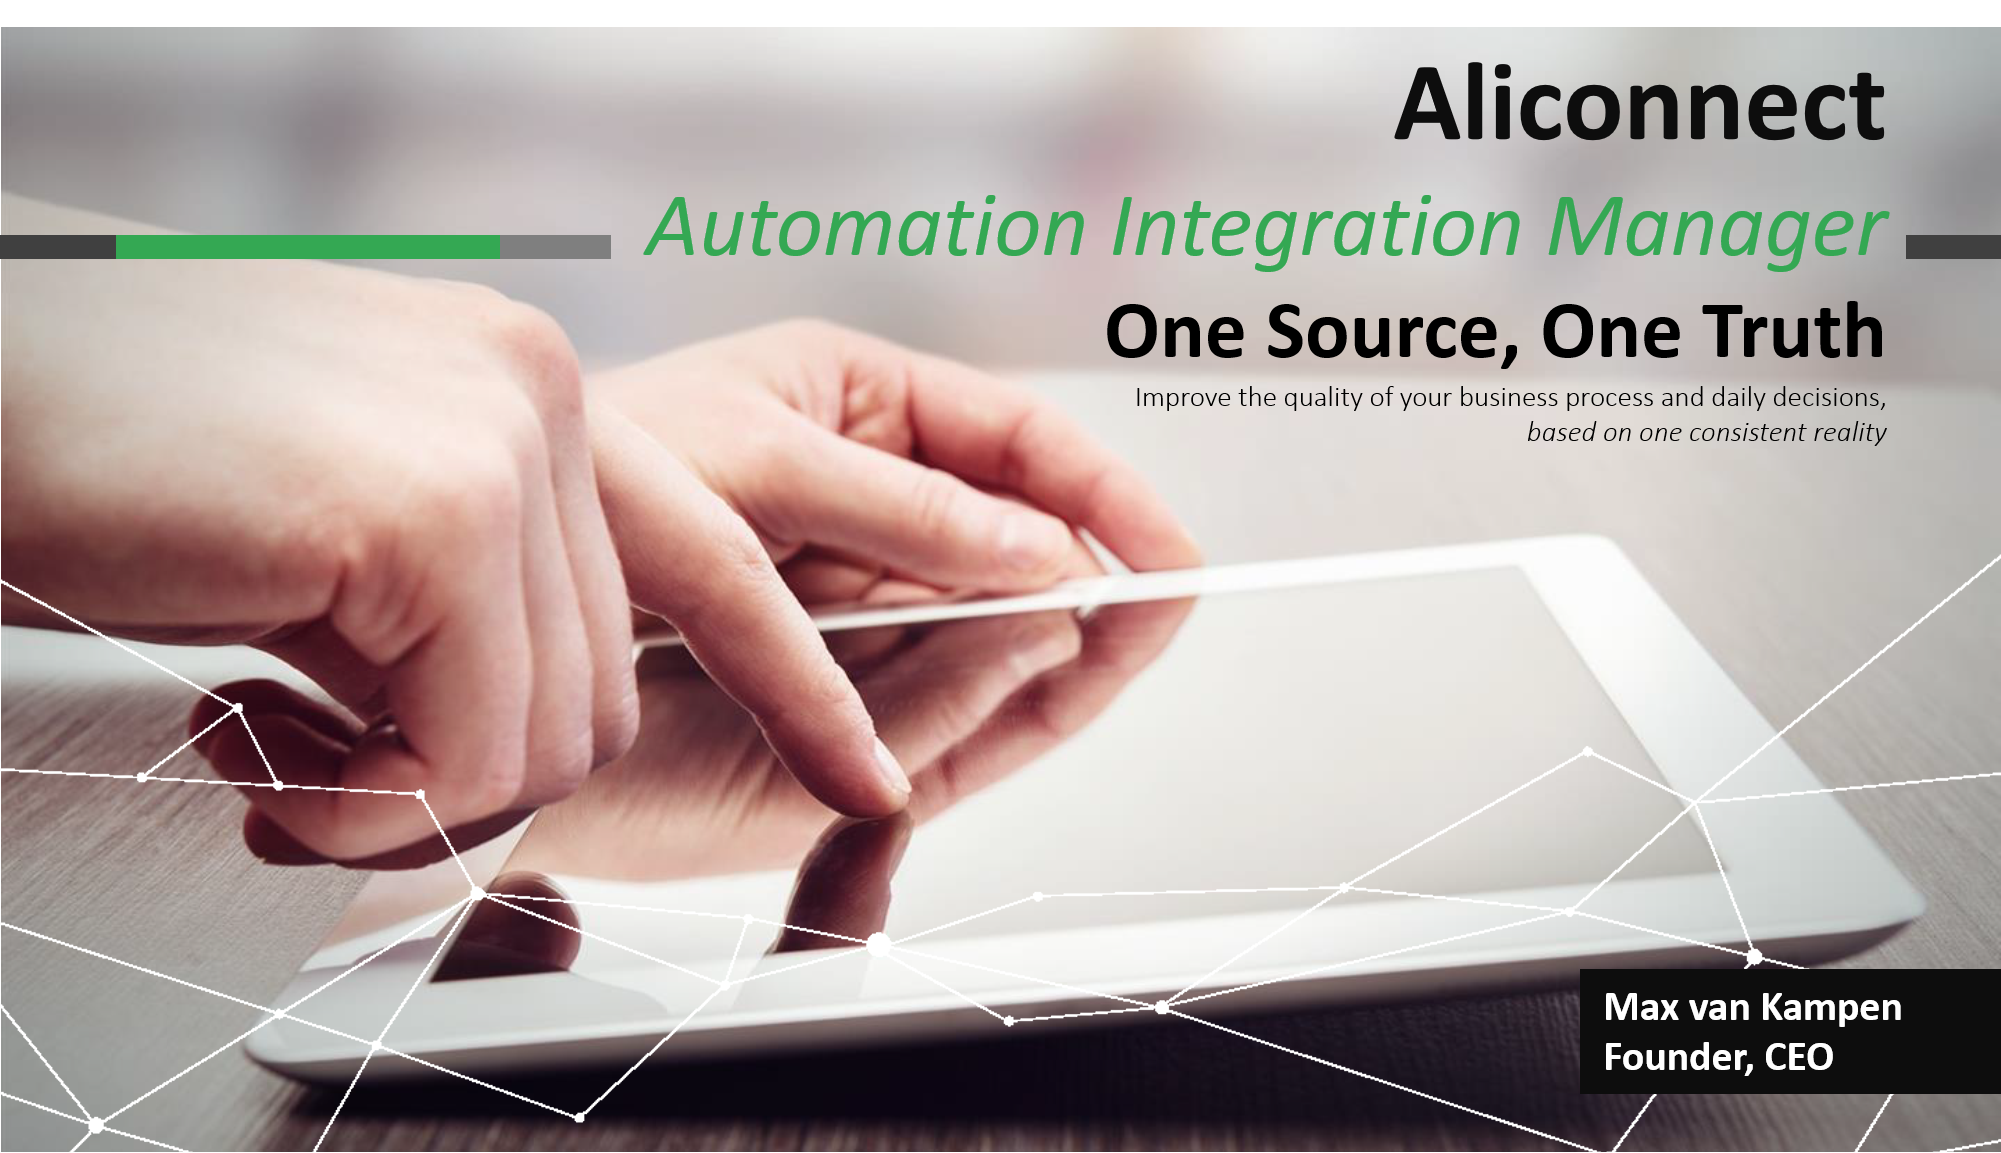 Aliconnect
Automation Integration Manager
One Source, One Truth
Improve the quality of your business process and daily decisions,
based on one consistent reality
Max van Kampen
Founder, CEO